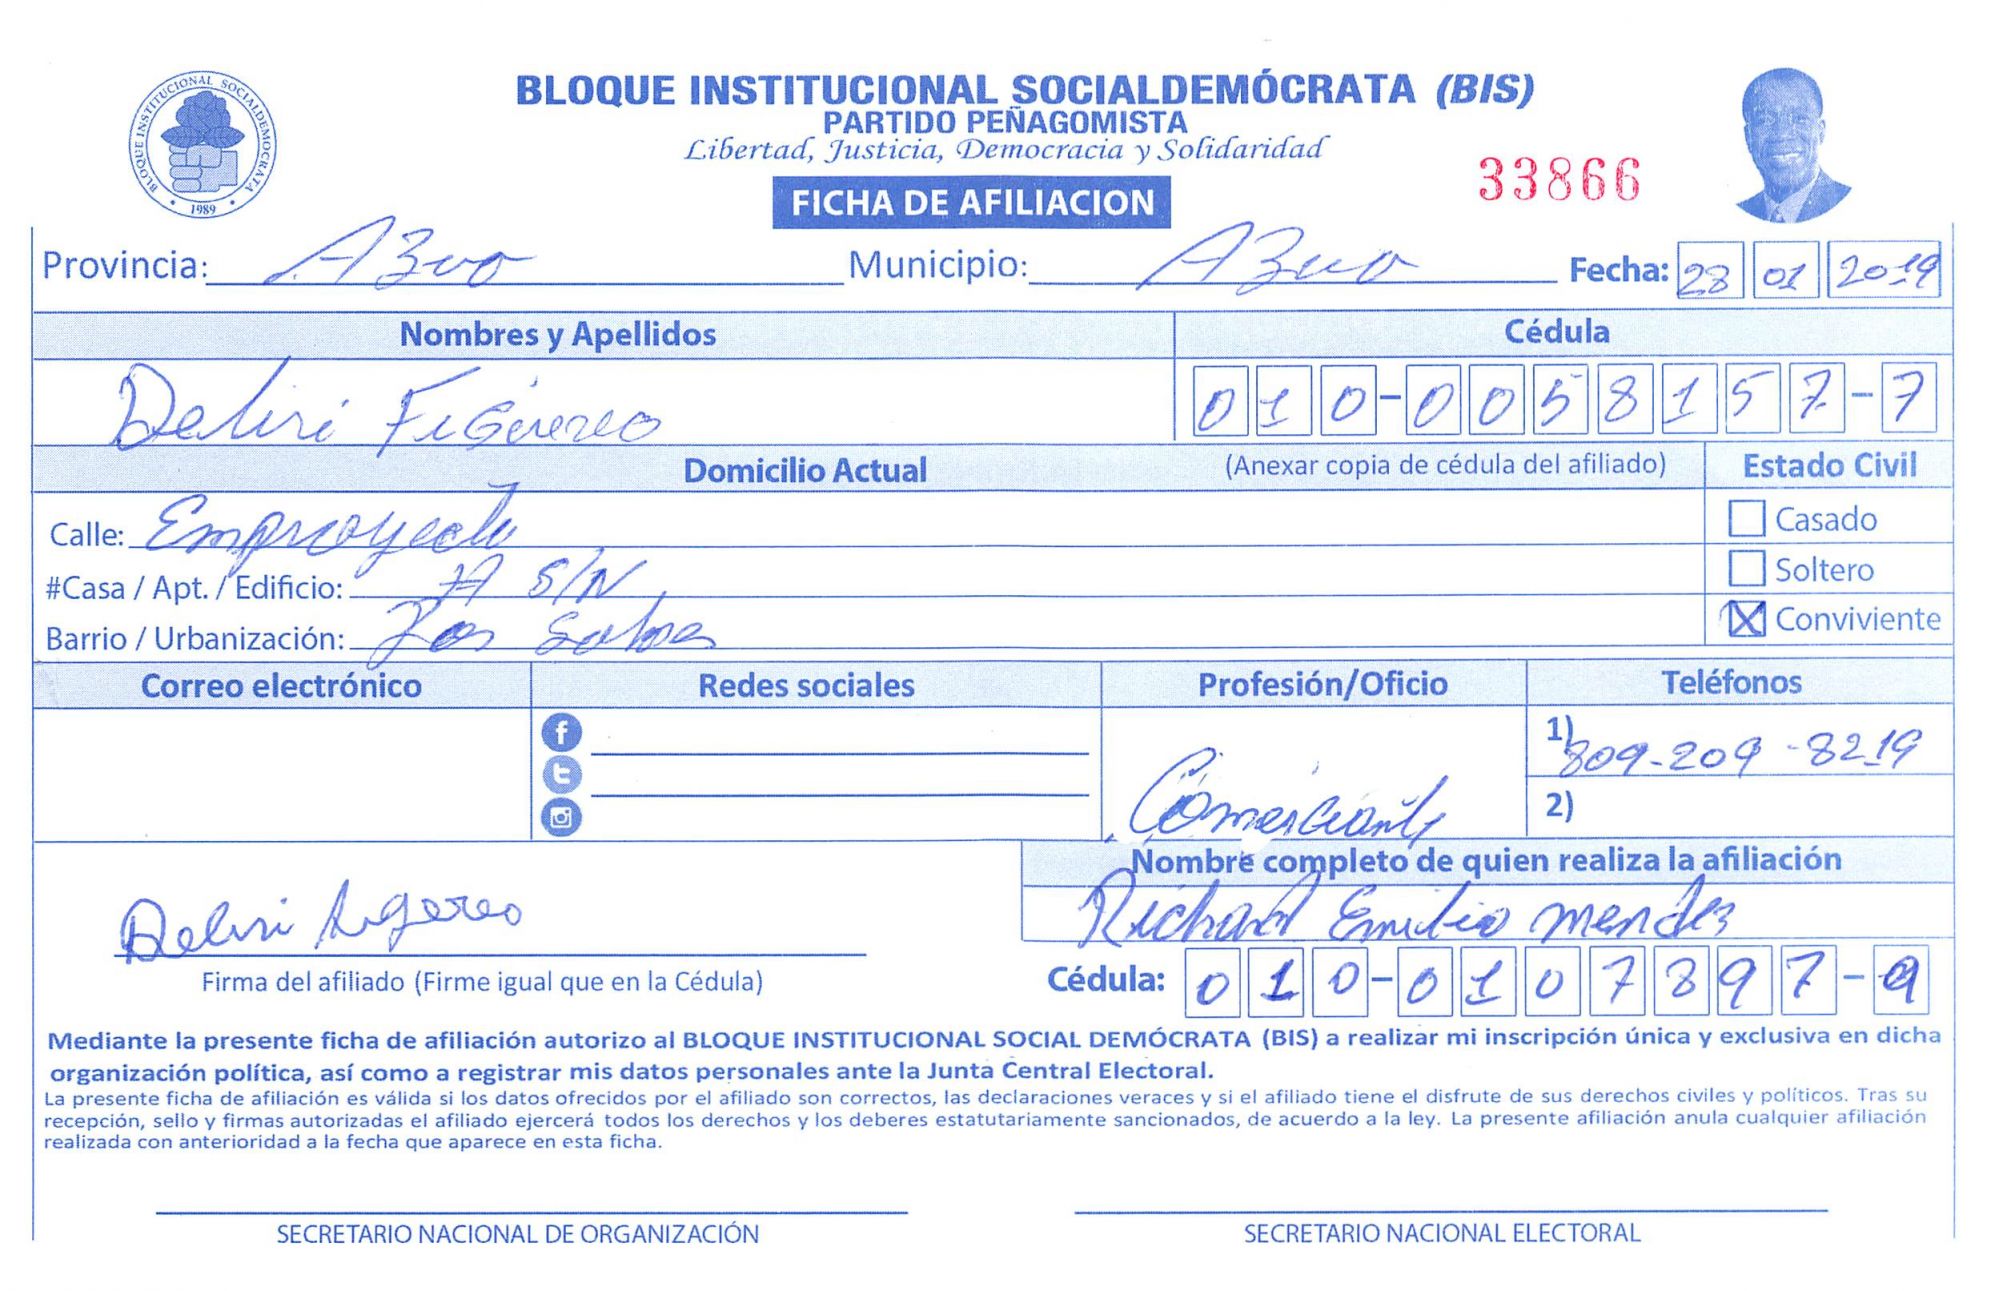 BLOQUE INSTITUCIONAL SOCIALDEMÓCRATA (BIS)
PARTIDO PEÑAGOMISTA
Libertad, Justicia, Democracia y Solidaridad
BLOQUE INSTITUCIONAL SOCIALDEMOCRATA
1989
33866
FICHA DE AFILIACION
Provincia: Azua Municipio: Azua Fecha: 28 01 2019
Nombres y Apellidos Cédula
Deliri Figuereo 010-0058157-7
Domicilio Actual (Anexar copia de cédula del afiliado) Estado Civil
Calle: Emproyecto Casado
#Casa / Apt. / Edificio: # S/N Soltero
Barrio / Urbanización: Los X Conviviente
Correo electrónico Redes sociales Profesión/Oficio Teléfonos
1) 809-209-8219
Comerciante 2)
Nombre completo de quien realiza la afiliación
Deliri Figereo Richard Emilio Mendez
Firma del afiliado (Firme igual que en la Cédula) Cédula: 010-0107897-9
Mediante la presente ficha de afiliación autorizo al BLOQUE INSTITUCIONAL SOCIAL DEMÓCRATA (BIS) a realizar mi inscripción única y exclusiva en dicha
organización política, así como a registrar mis datos personales ante la Junta Central Electoral.
La presente ficha de afiliación es válida si los datos ofrecidos por el afiliado son correctos, las declaraciones veraces y si el afiliado tiene el disfrute de sus derechos civiles y políticos. Tras su
recepción, sello y firmas autorizadas el afiliado ejercerá todos los derechos y los deberes estatutariamente sancionados, de acuerdo a la ley. La presente afiliación anula cualquier afiliación
realizada con anterioridad a la fecha que aparece en esta ficha.
SECRETARIO NACIONAL DE ORGANIZACIÓN SECRETARIO NACIONAL ELECTORAL